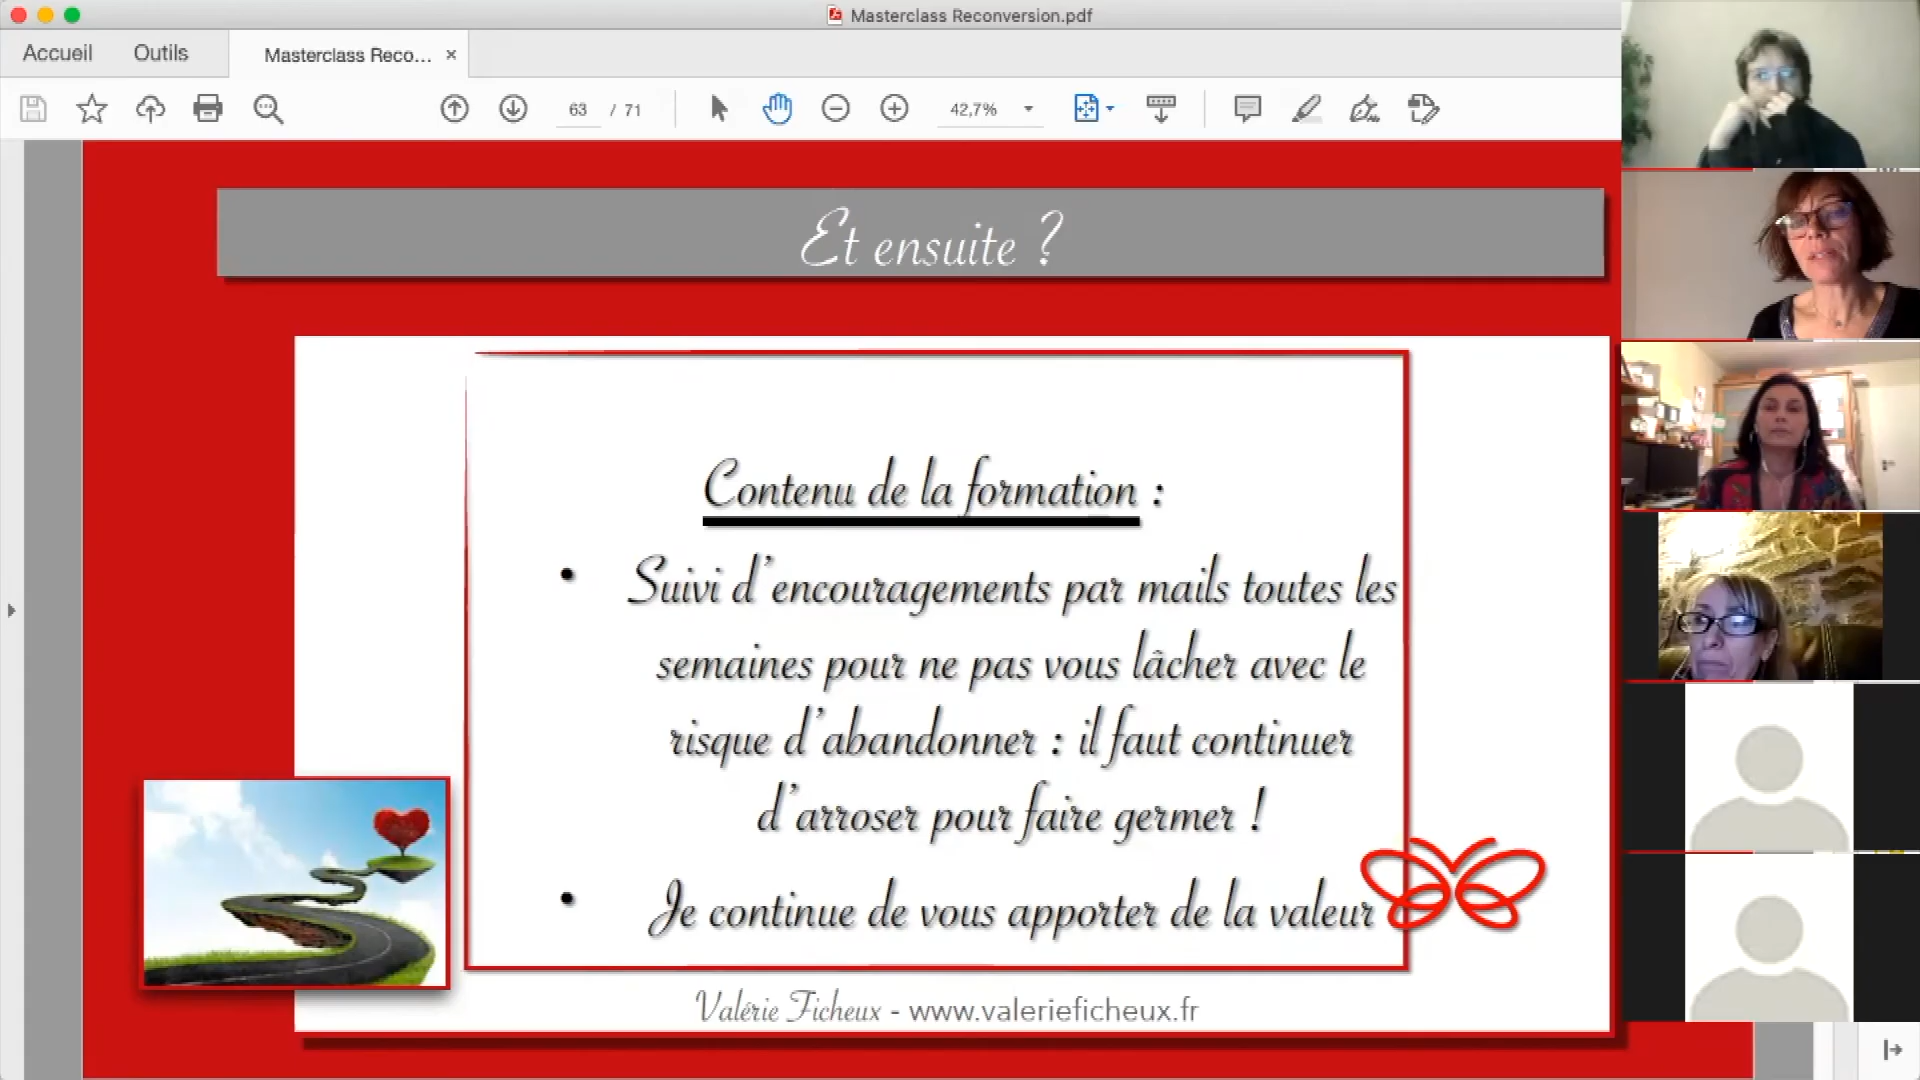 Masterclass Reconversion.pdf
Accueil
Outils
Masterclass Reco...
63 / 71
42,7%
Et ensuite ?
Contenu de la formation :
• Suivi d'encouragements par mails toutes les
semaines pour ne pas vous lâcher avec le
risque d'abandonner : il faut continuer
d'arroser pour faire germer !
• Je continue de vous apporter de la valeur
Valérie Ficheux - www.valerieficheux.fr